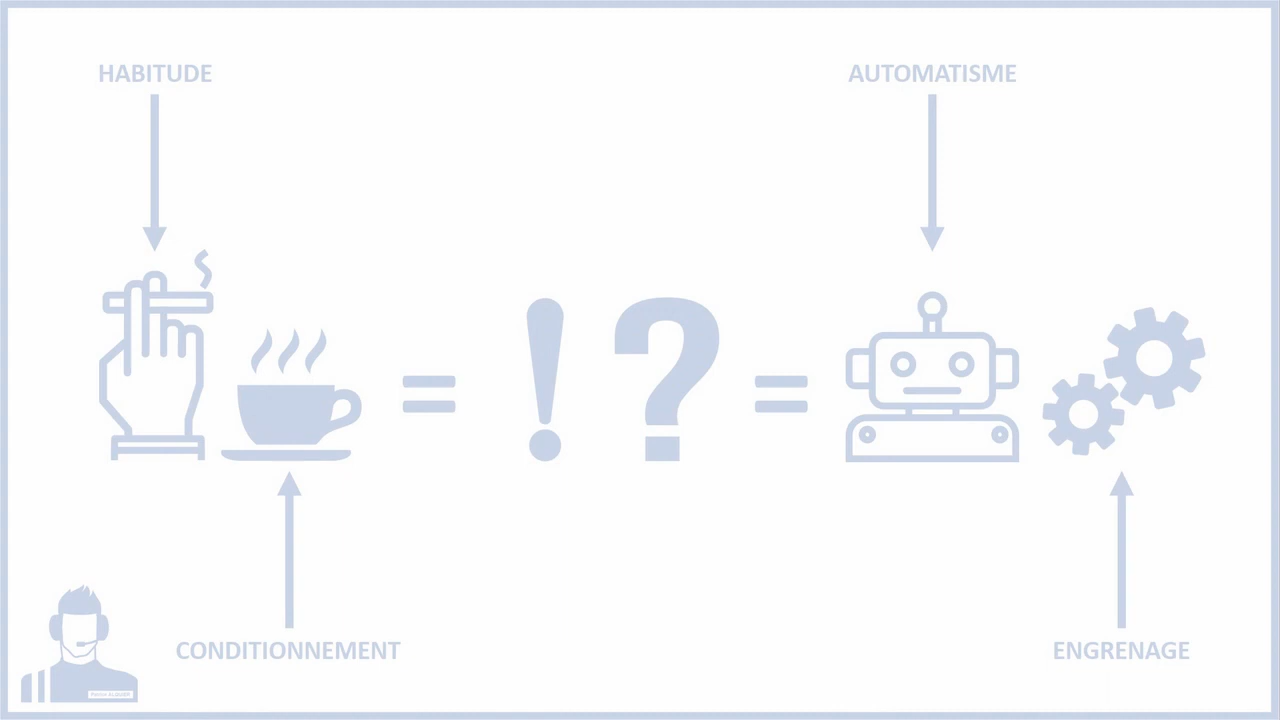 HABITUDE
AUTOMATISME
= ! ? =
CONDITIONNEMENT
ENGRENAGE